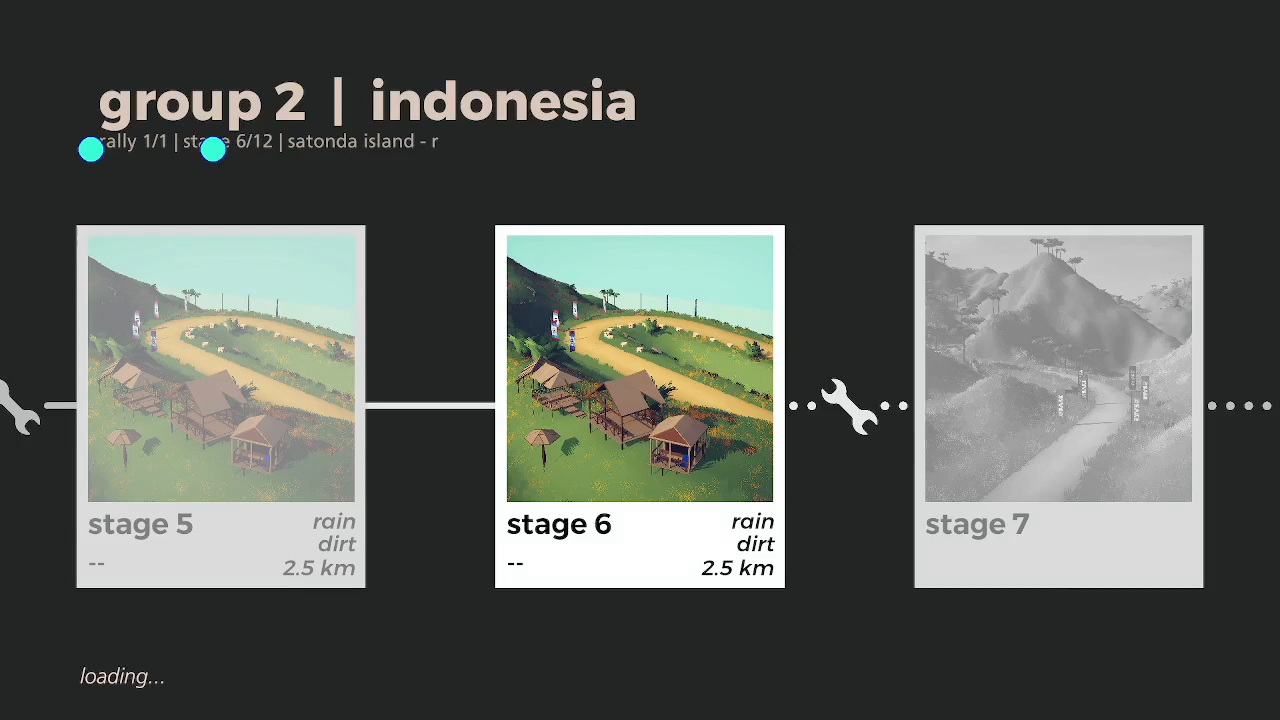 group 2 | indonesia
rally 1/1 | stage 6/12 | satonda island - r
stage 5
rain
dirt
--
2.5 km
stage 6
rain
dirt
--
2.5 km
stage 7
loading...